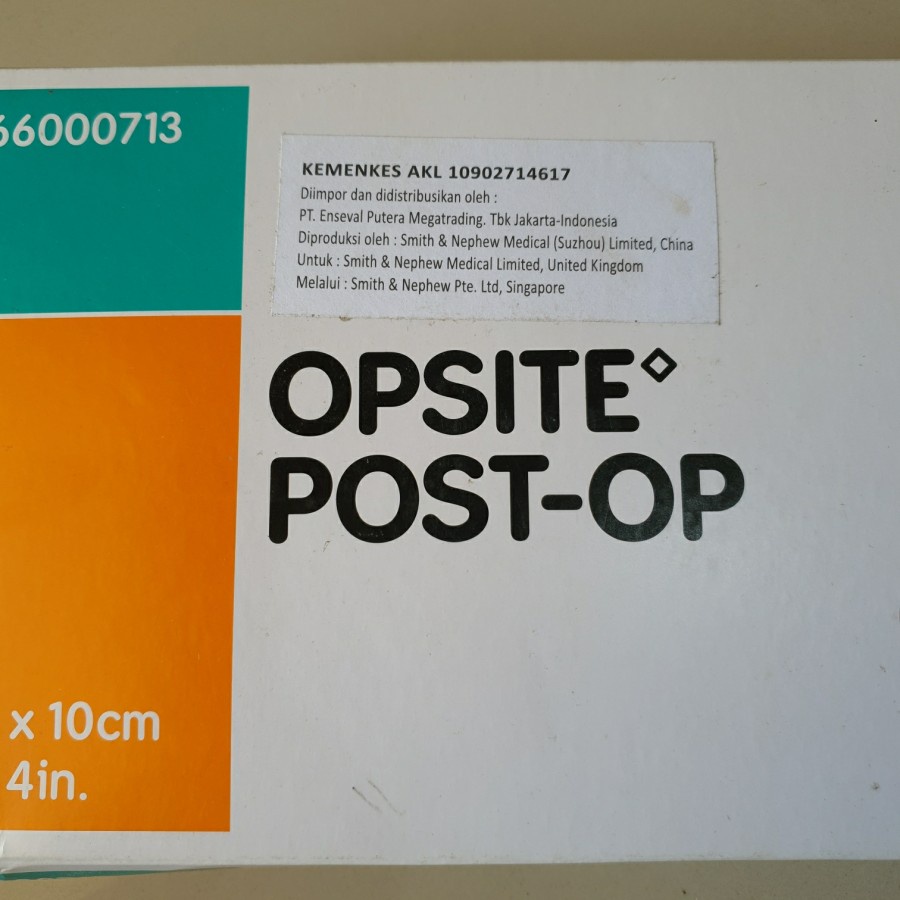 66000713
KEMENKES AKL 10902714617
Diimpor dan didistribusikan oleh :
PT. Enseval Putera Megatrading. Tbk Jakarta-Indonesia
Diproduksi oleh : Smith & Nephew Medical (Suzhou) Limited, China
Untuk : Smith & Nephew Medical Limited, United Kingdom
Melalui : Smith & Nephew Pte. Ltd, Singapore
OPSITE◇
POST-OP
x 10cm
4in.